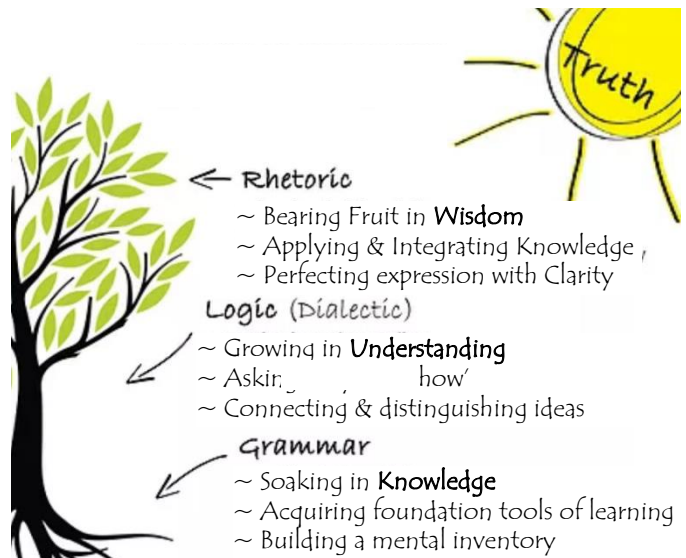 Truth
← Rhetoric
~ Bearing Fruit in Wisdom
~ Applying & Integrating Knowledge
~ Perfecting expression with Clarity
Logic (Dialectic)
~ Growing in Understanding
~ how'
~ Connecting & distinguishing ideas
Grammar
~ Soaking in Knowledge
~ Acquiring foundation tools of learning
~ Building a mental inventory